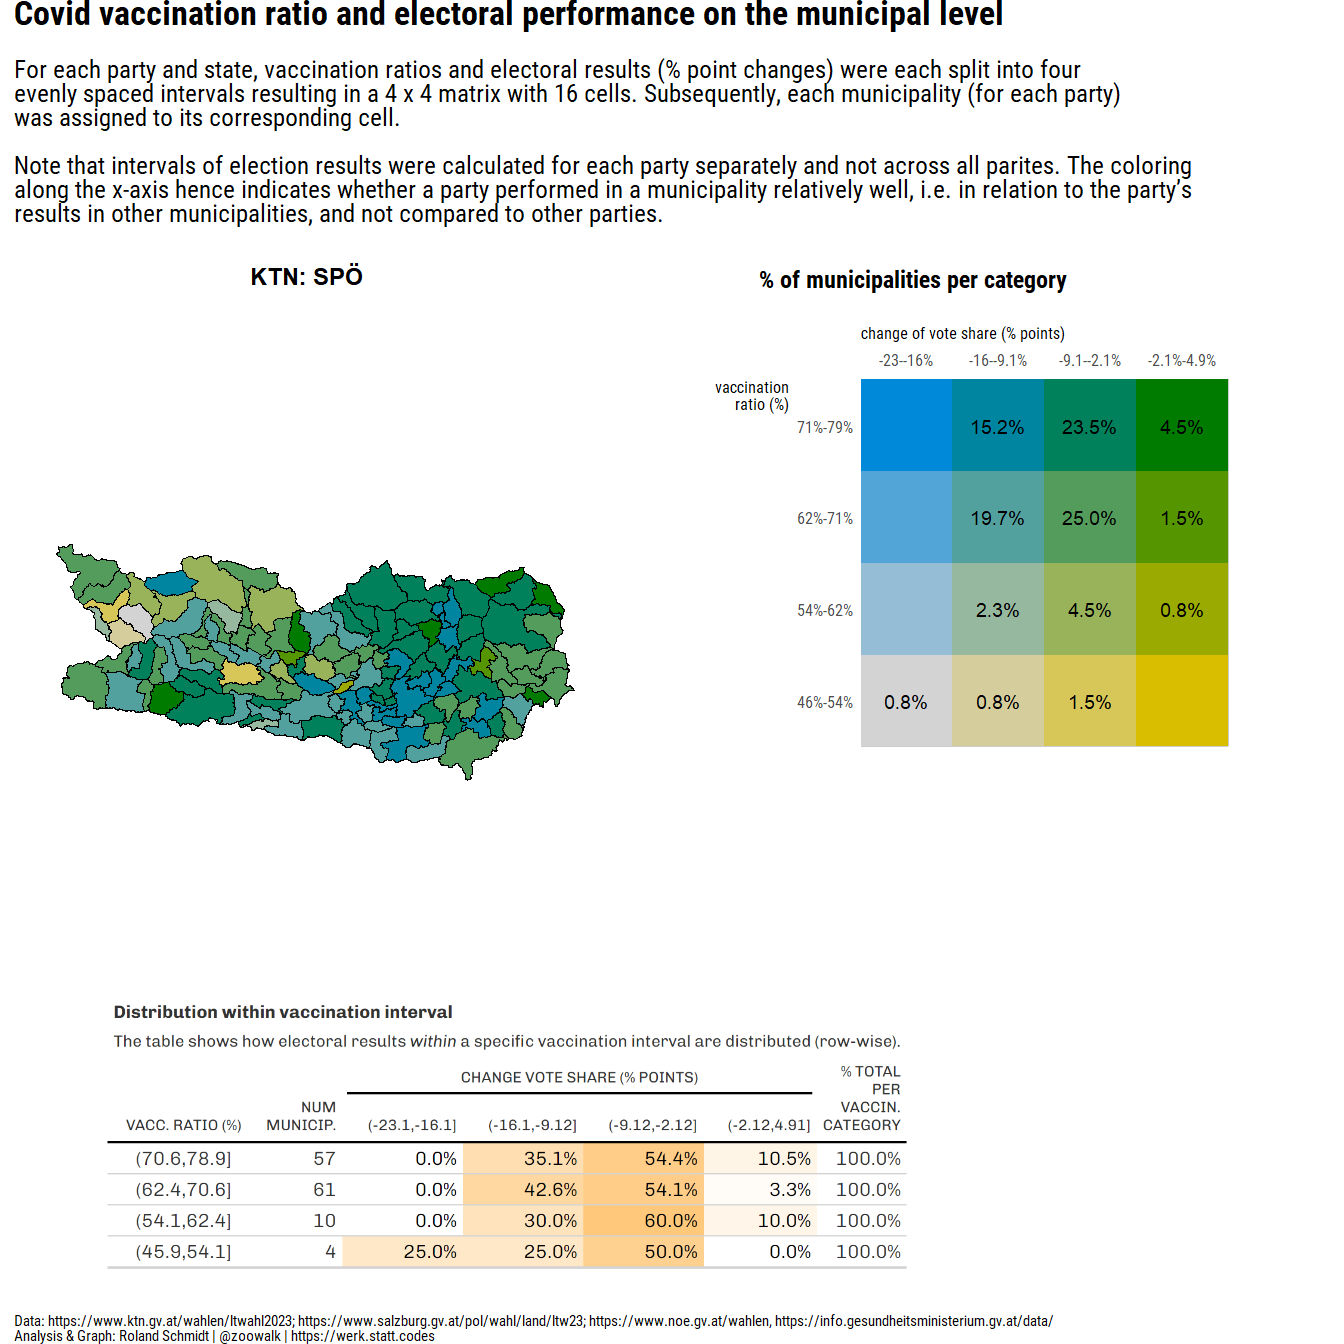 Covid vaccination ratio and electoral performance on the municipal level
For each party and state, vaccination ratios and electoral results (% point changes) were each split into four
evenly spaced intervals resulting in a 4 x 4 matrix with 16 cells. Subsequently, each municipality (for each party)
was assigned to its corresponding cell.
Note that intervals of election results were calculated for each party separately and not across all parites. The coloring
along the x-axis hence indicates whether a party performed in a municipality relatively well, i.e. in relation to the party's
results in other municipalities, and not compared to other parties.
KTN: SPÖ
% of municipalities per category
change of vote share (% points)
-23--16% -16--9.1% -9.1--2.1% -2.1%-4.9%
vaccination
ratio (%)
71%-79% 15.2% 23.5% 4.5%
62%-71% 19.7% 25.0% 1.5%
54%-62% 2.3% 4.5% 0.8%
46%-54% 0.8% 0.8% 1.5%
Distribution within vaccination interval
The table shows how electoral results within a specific vaccination interval are distributed (row-wise).
CHANGE VOTE SHARE (% POINTS)
% TOTAL
PER
VACCIN.
CATEGORY
NUM
MUNICIP.
VACC. RATIO (%) (-23.1,-16.1] (-16.1,-9.12] (-9.12,-2.12] (-2.12,4.91]
(70.6,78.9] 57 0.0% 35.1% 54.4% 10.5% 100.0%
(62.4,70.6] 61 0.0% 42.6% 54.1% 3.3% 100.0%
(54.1,62.4] 10 0.0% 30.0% 60.0% 10.0% 100.0%
(45.9,54.1] 4 25.0% 25.0% 50.0% 0.0% 100.0%
Data: https://www.ktn.gv.at/wahlen/ltwahl2023; https://www.salzburg.gv.at/pol/wahl/land/ltw23; https://www.noe.gv.at/wahlen, https://info.gesundheitsministerium.gv.at/data/
Analysis & Graph: Roland Schmidt | @zoowalk | https://werk.statt.codes